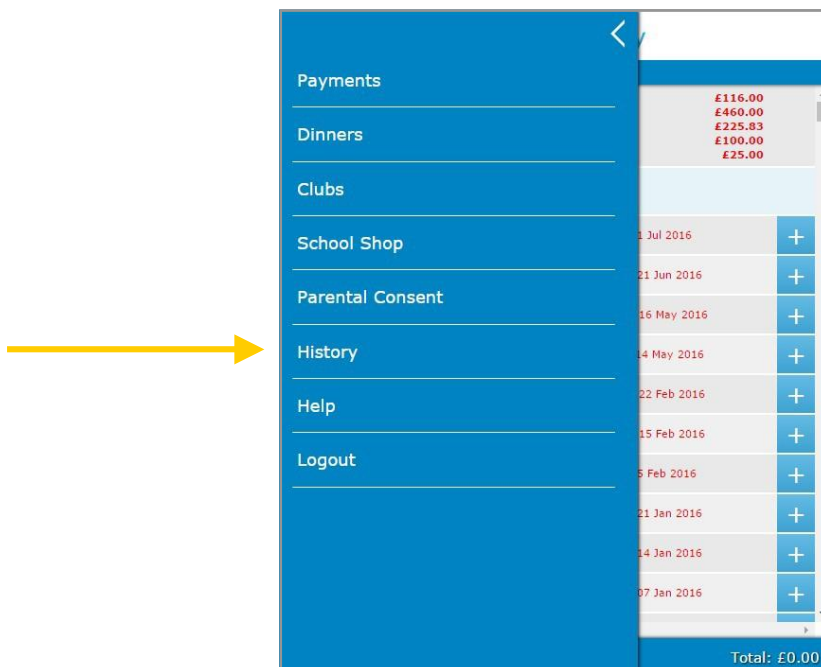 Payments
Dinners
Clubs
School Shop
Parental Consent
History
Help
Logout
£116.00
£460.00
£225.83
£100.00
£25.00
1 Jul 2016
21 Jun 2016
16 May 2016
14 May 2016
22 Feb 2016
15 Feb 2016
5 Feb 2016
21 Jan 2016
14 Jan 2016
07 Jan 2016
Total: £0.00